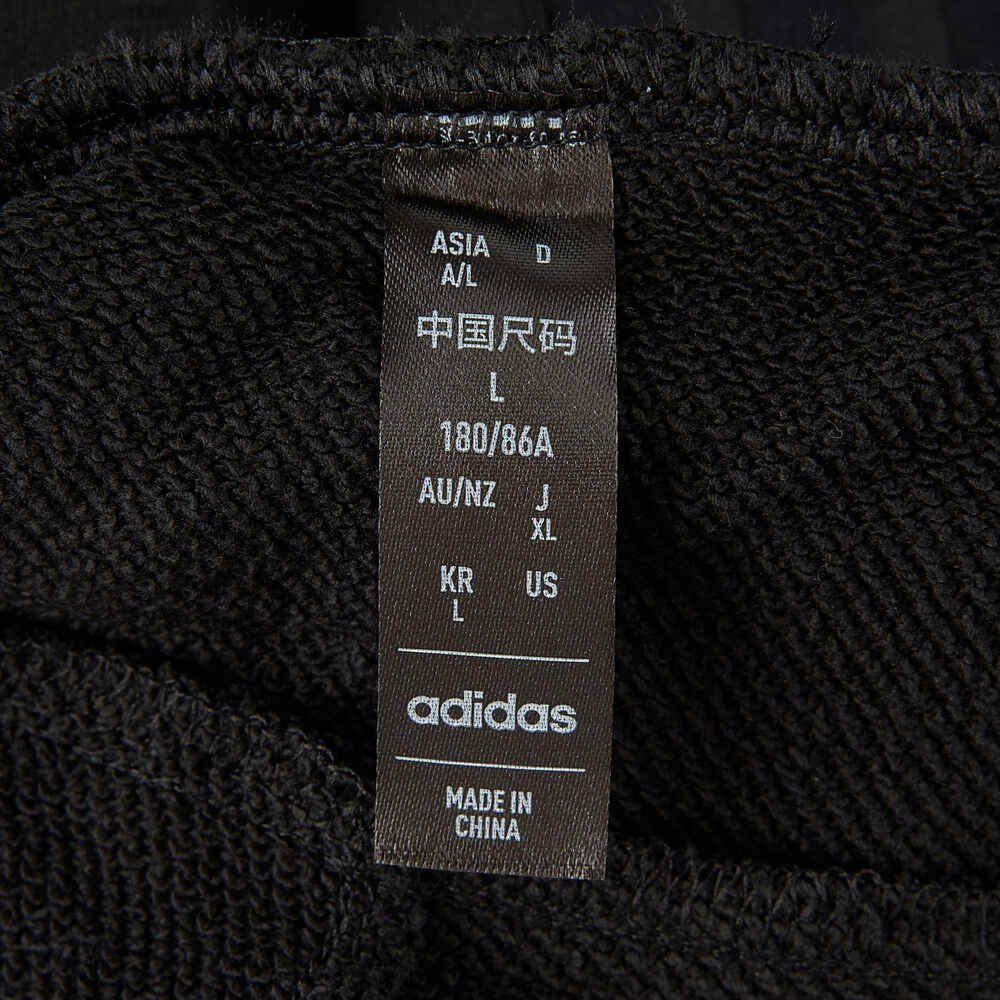 ASIA D
A/L
中国尺码
L
180/86A
AU/NZ J
XL
KR US
L
adidas
MADE IN
CHINA